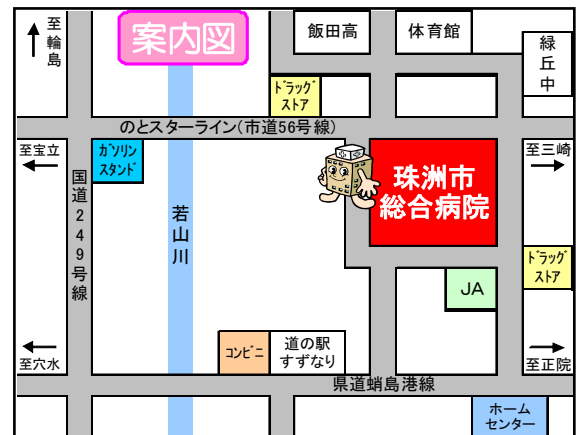 案内図
至輪島
飯田高
体育館
緑丘中
ﾄﾞﾗｯｸﾞ
ｽﾄｱ
のとスターライン(市道56号線)
至宝立
ｶﾞｿﾘﾝ
ｽﾀﾝﾄﾞ
至三崎
珠洲市
総合病院
国道249号線
若山川
ﾄﾞﾗｯｸﾞ
ｽﾄｱ
JA
至穴水
ｺﾝﾋﾞﾆ
道の駅
すずなり
至正院
県道蛸島港線
ホーム
センター